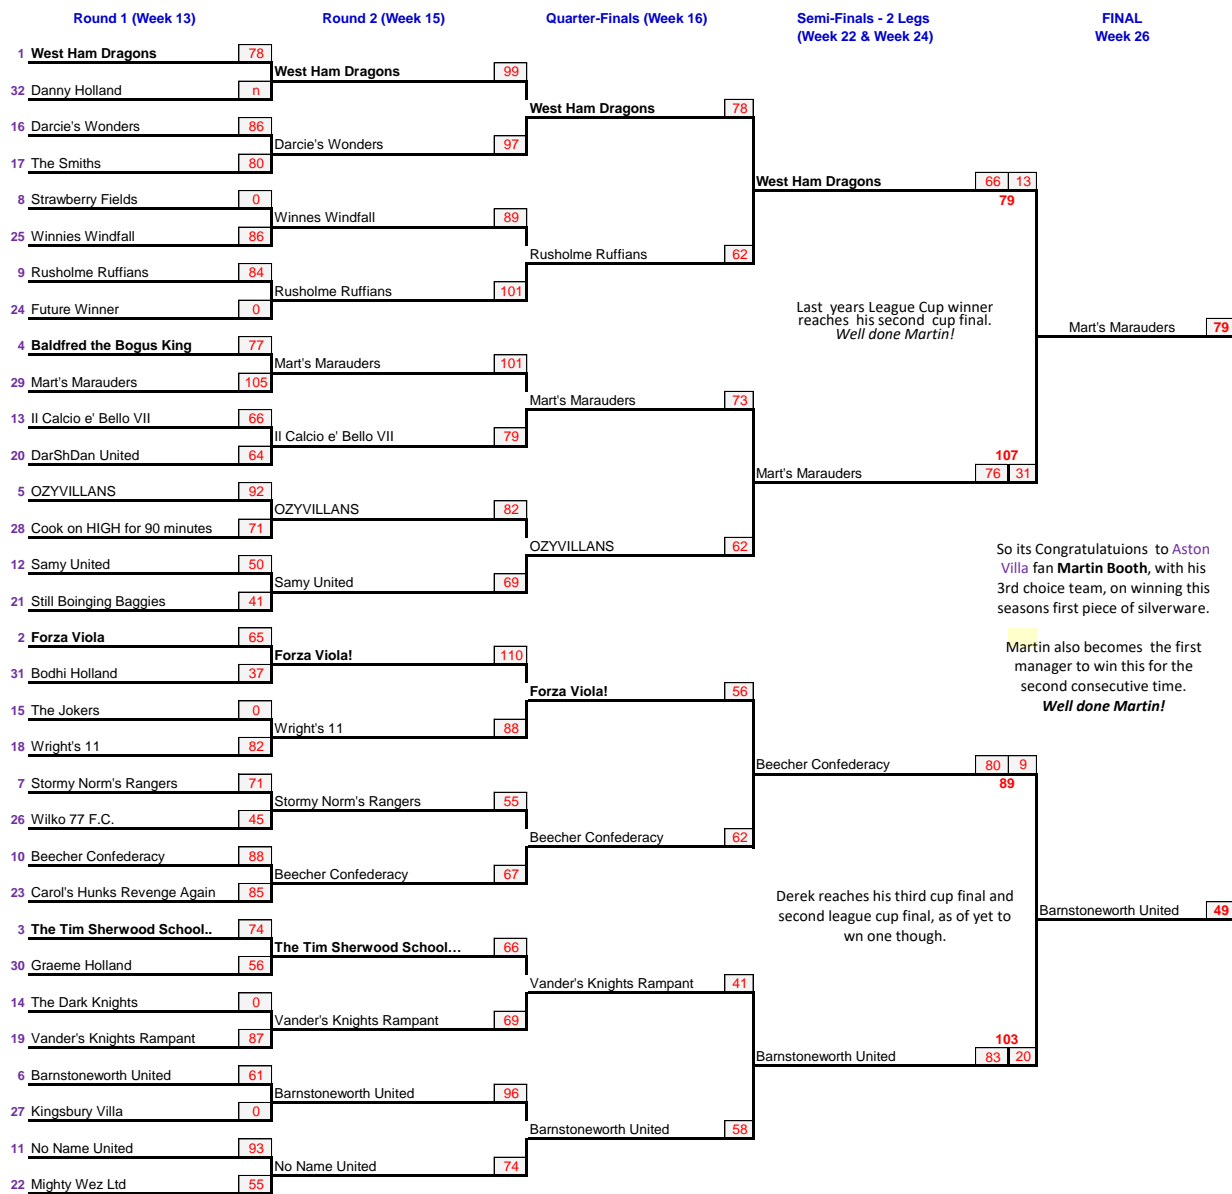 Round 1 (Week 13)
Round 2 (Week 15)
Quarter-Finals (Week 16)
Semi-Finals - 2 Legs
(Week 22 & Week 24)
FINAL
Week 26
1 West Ham Dragons 78
32 Danny Holland n
16 Darcie's Wonders 86
17 The Smiths 80
8 Strawberry Fields 0
25 Winnies Windfall 86
9 Rusholme Ruffians 84
24 Future Winner 0
4 Baldfred the Bogus King 77
29 Mart's Marauders 105
13 Il Calcio e' Bello VII 66
20 DarShDan United 64
5 OZYVILLANS 92
28 Cook on HIGH for 90 minutes 71
12 Samy United 50
21 Still Boinging Baggies 41
2 Forza Viola 65
31 Bodhi Holland 37
15 The Jokers 0
18 Wright's 11 82
7 Stormy Norm's Rangers 71
26 Wilko 77 F.C. 45
10 Beecher Confederacy 88
23 Carol's Hunks Revenge Again 85
3 The Tim Sherwood School.. 74
30 Graeme Holland 56
14 The Dark Knights 0
19 Vander's Knights Rampant 87
6 Barnstoneworth United 61
27 Kingsbury Villa 0
11 No Name United 93
22 Mighty Wez Ltd 55
West Ham Dragons 99
Darcie's Wonders 97
Winnes Windfall 89
Rusholme Ruffians 101
Mart's Marauders 101
Il Calcio e' Bello VII 79
OZYVILLANS 82
Samy United 69
Forza Viola! 110
Wright's 11 88
Stormy Norm's Rangers 55
Beecher Confederacy 67
The Tim Sherwood School... 66
Vander's Knights Rampant 69
Barnstoneworth United 96
No Name United 74
West Ham Dragons 78
Rusholme Ruffians 62
Mart's Marauders 73
OZYVILLANS 62
Forza Viola! 56
Beecher Confederacy 62
Vander's Knights Rampant 41
Barnstoneworth United 58
West Ham Dragons 66 13
79
Last years League Cup winner
reaches his second cup final.
Well done Martin!
107
Mart's Marauders 76 31
Beecher Confederacy 80 9
89
Derek reaches his third cup final and
second league cup final, as of yet to
wn one though.
103
Barnstoneworth United 83 20
Mart's Marauders 79
So its Congratulatuions to Aston
Villa fan Martin Booth, with his
3rd choice team, on winning this
seasons first piece of silverware.
Martin also becomes the first
manager to win this for the
second consecutive time.
Well done Martin!
Barnstoneworth United 49